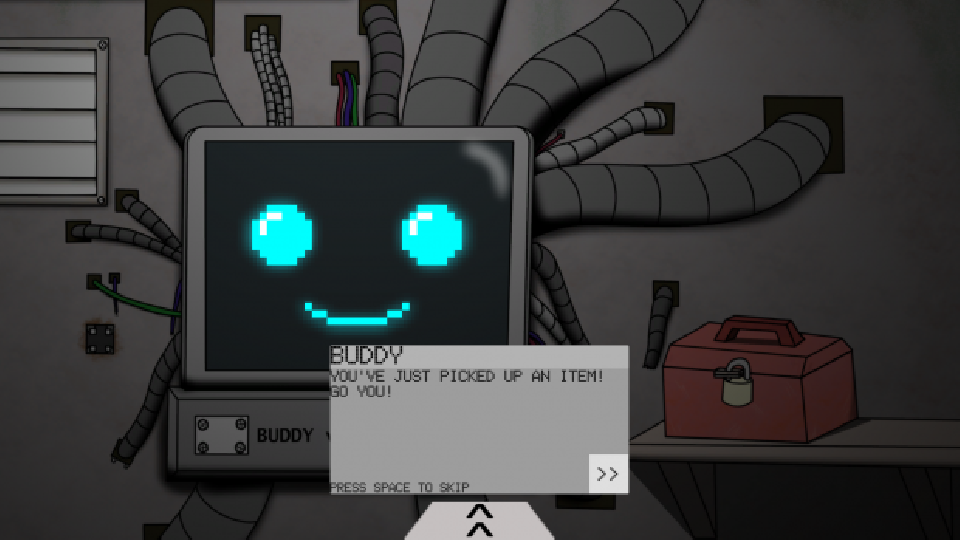 BUDDY
YOU'VE JUST PICKED UP AN ITEM!
GO YOU!
>>
PRESS SPACE TO SKIP
BUDDY